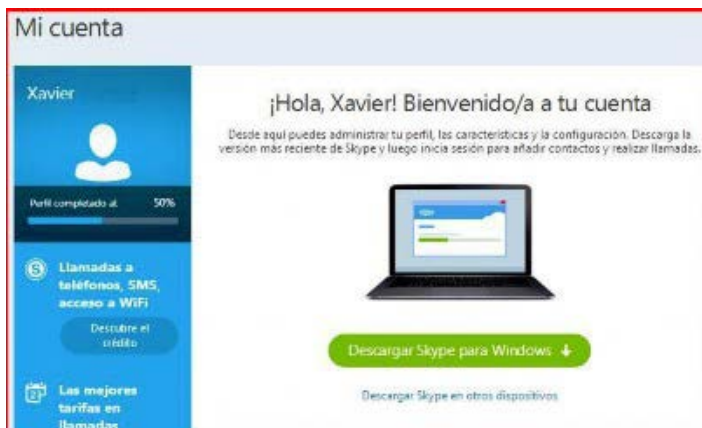 Mi cuenta
Xavier
Perfil completado al 50%
Llamadas a
teléfonos, SMS,
acceso a WiFi
Descubre el
crédito
Las mejores
tarifas en
llamadas
¡Hola, Xavier! Bienvenido/a a tu cuenta
Desde aquí puedes administrar tu perfil, las características y la configuración. Descarga la
versión más reciente de Skype y luego inicia sesión para añadir contactos y realizar llamadas.
Descargar Skype para Windows
Descargar Skype en otros dispositivos